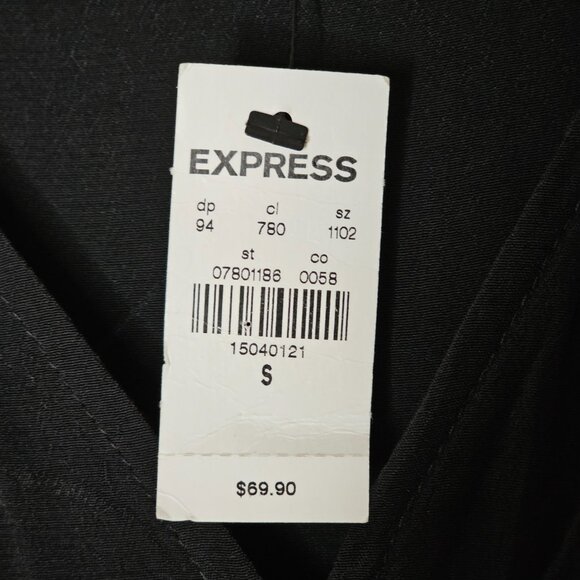 EXPRESS
dp cl sz
94 780 1102
st co
07801186 0058
15040121
S
$69.90